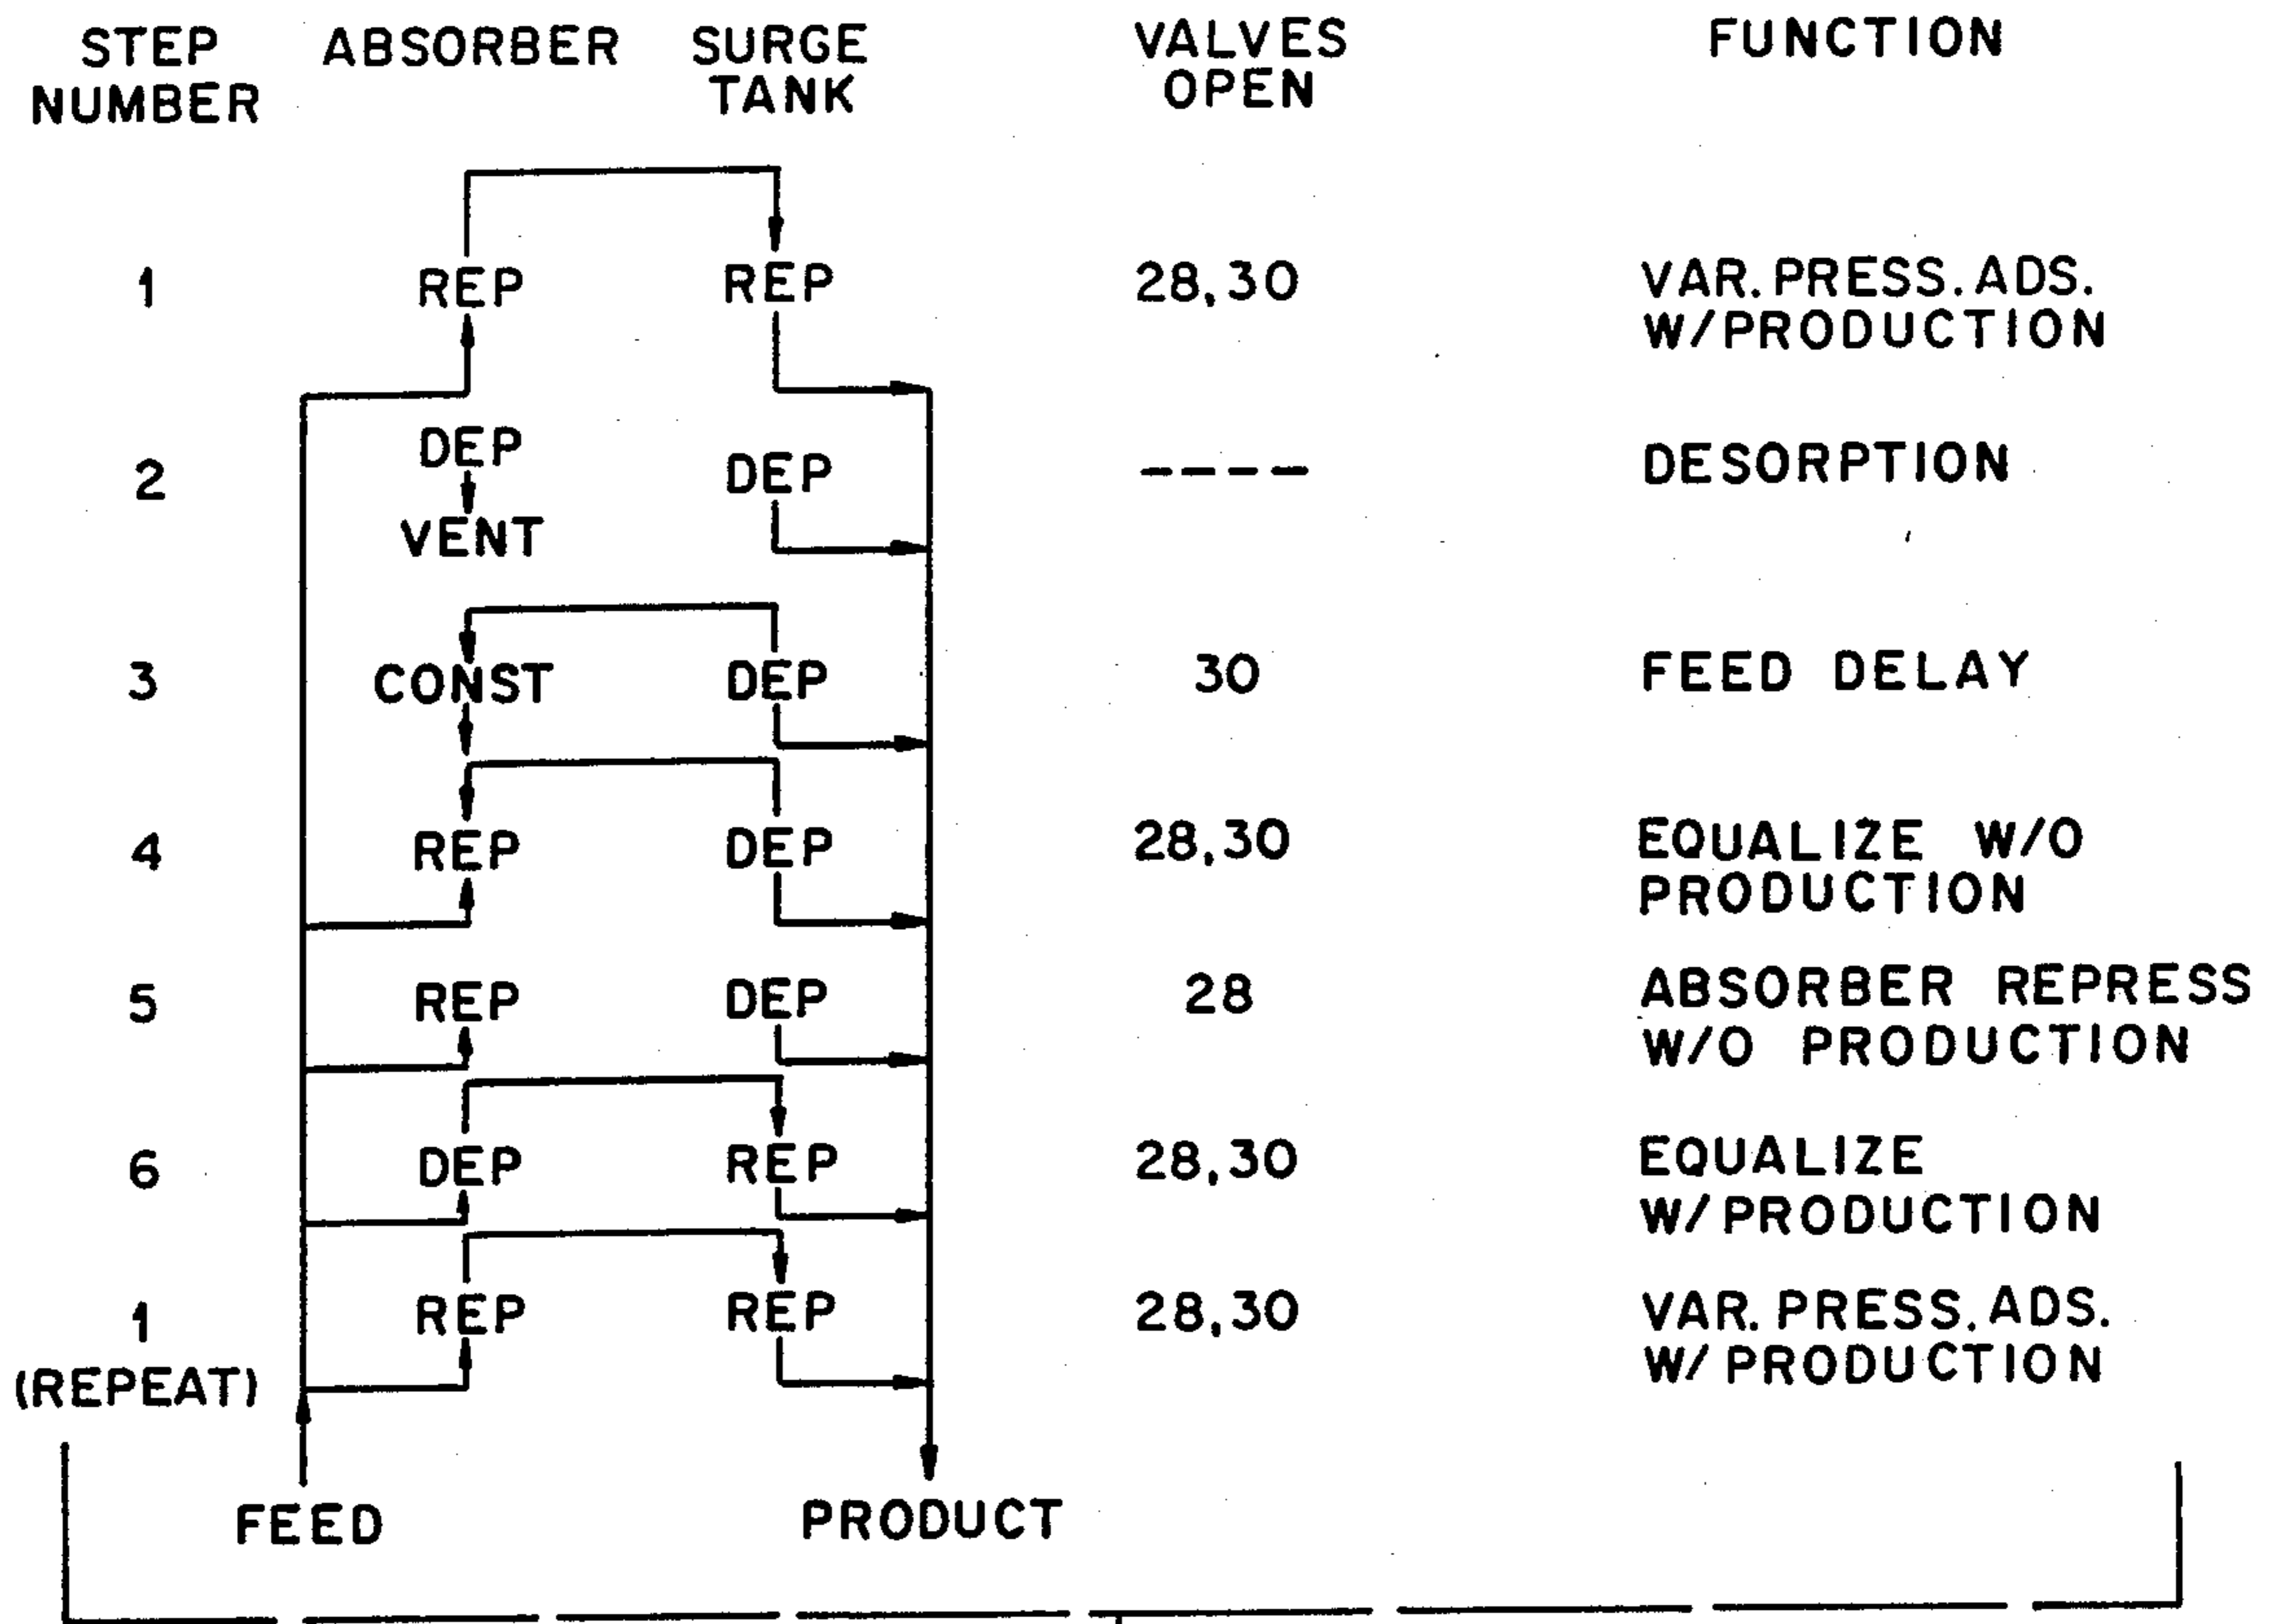 STEP NUMBER ABSORBER SURGE TANK VALVES OPEN FUNCTION
1 REP REP 28,30 VAR. PRESS. ADS. W/PRODUCTION
2 DEP VENT DEP ---- DESORPTION
3 CONST DEP 30 FEED DELAY
4 REP DEP 28,30 EQUALIZE W/O PRODUCTION
5 REP DEP 28 ABSORBER REPRESS W/O PRODUCTION
6 DEP REP 28,30 EQUALIZE W/PRODUCTION
1 (REPEAT) REP REP 28,30 VAR. PRESS. ADS. W/PRODUCTION
FEED PRODUCT